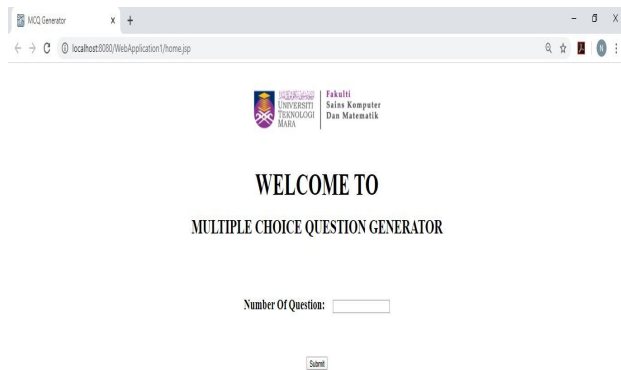 MCQ Generator
localhost:8080/WebApplication1/home.jsp
N
UNIVERSITI
TEKNOLOGI
MARA
Fakulti
Sains Komputer
Dan Matematik
WELCOME TO
MULTIPLE CHOICE QUESTION GENERATOR
Number Of Question:
Submit